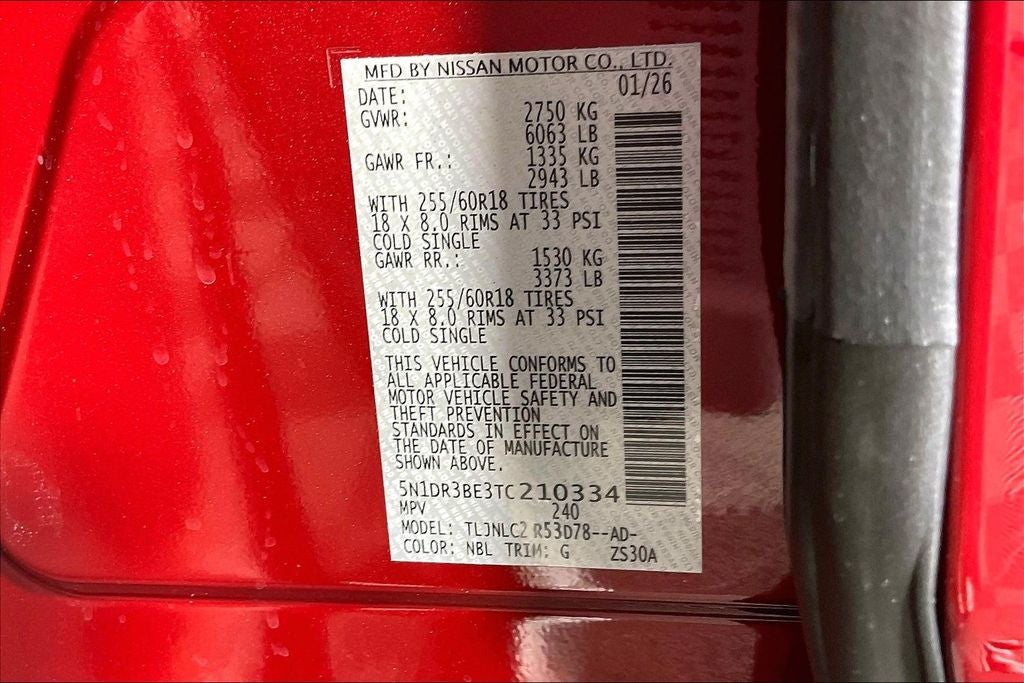 MFD BY NISSAN MOTOR CO., LTD.
DATE: 01/26
GVWR: 2750 KG
6063 LB
GAWR FR.: 1335 KG
2943 LB
WITH 255/60R18 TIRES
18 X 8.0 RIMS AT 33 PSI
COLD SINGLE
GAWR RR.: 1530 KG
3373 LB
WITH 255/60R18 TIRES
18 X 8.0 RIMS AT 33 PSI
COLD SINGLE
THIS VEHICLE CONFORMS TO
ALL APPLICABLE FEDERAL
MOTOR VEHICLE SAFETY AND
THEFT PREVENTION
STANDARDS IN EFFECT ON
THE DATE OF MANUFACTURE
SHOWN ABOVE.
5N1DR3BE3TC210334
MPV 240
MODEL: TLJNLC2 R53D78--AD-
COLOR: NBL TRIM: G ZS30A